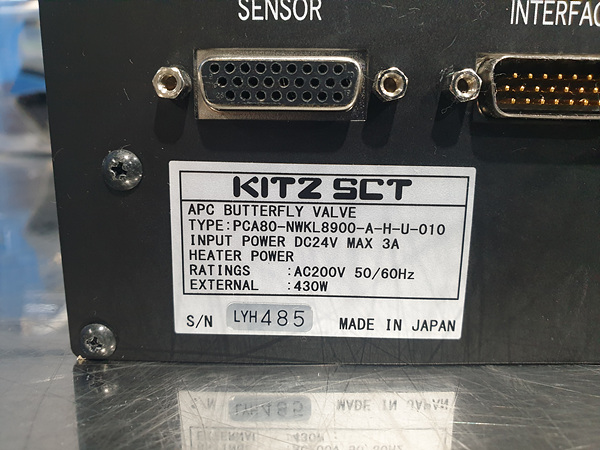 SENSOR
INTERFAC
KITZ SCT
APC BUTTERFLY VALVE
TYPE:PCA80-NWKL8900-A-H-U-010
INPUT POWER DC24V MAX 3A
HEATER POWER
RATINGS :AC200V 50/60Hz
EXTERNAL :430W
S/N LYH485 MADE IN JAPAN